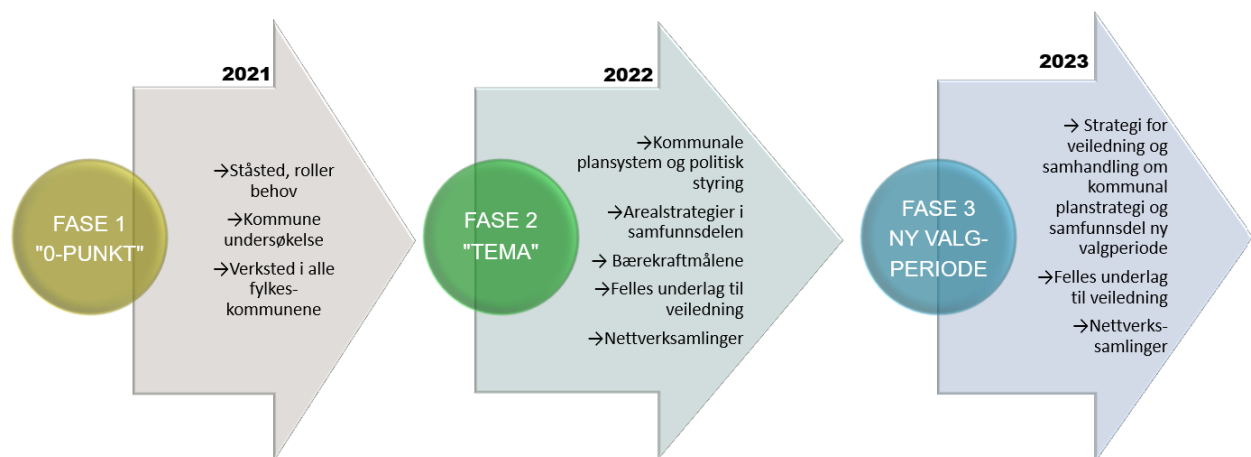 2021
FASE 1
"0-PUNKT"
→Ståsted, roller
behov
→Kommune
undersøkelse
→Verksted i alle
fylkes-
kommunene
2022
FASE 2
"TEMA"
→Kommunale
plansystem og politisk
styring
→Arealstrategier i
samfunnsdelen
→ Bærekraftmålene
→Felles underlag til
veiledning
→Nettverksamlinger
2023
FASE 3
NY VALG-
PERIODE
→ Strategi for
veiledning og
samhandling om
kommunal
planstrategi og
samfunnsdel ny
valgperiode
→Felles underlag
til veiledning
→Nettverks-
samlinger